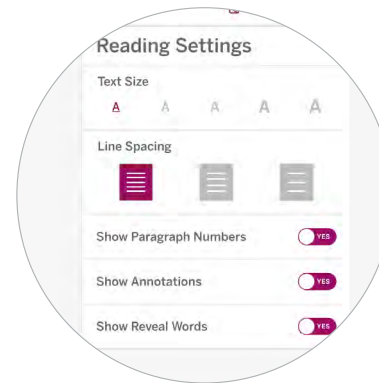 Reading Settings
Text Size
A A A A A
Line Spacing
Show Paragraph Numbers YES
Show Annotations YES
Show Reveal Words YES